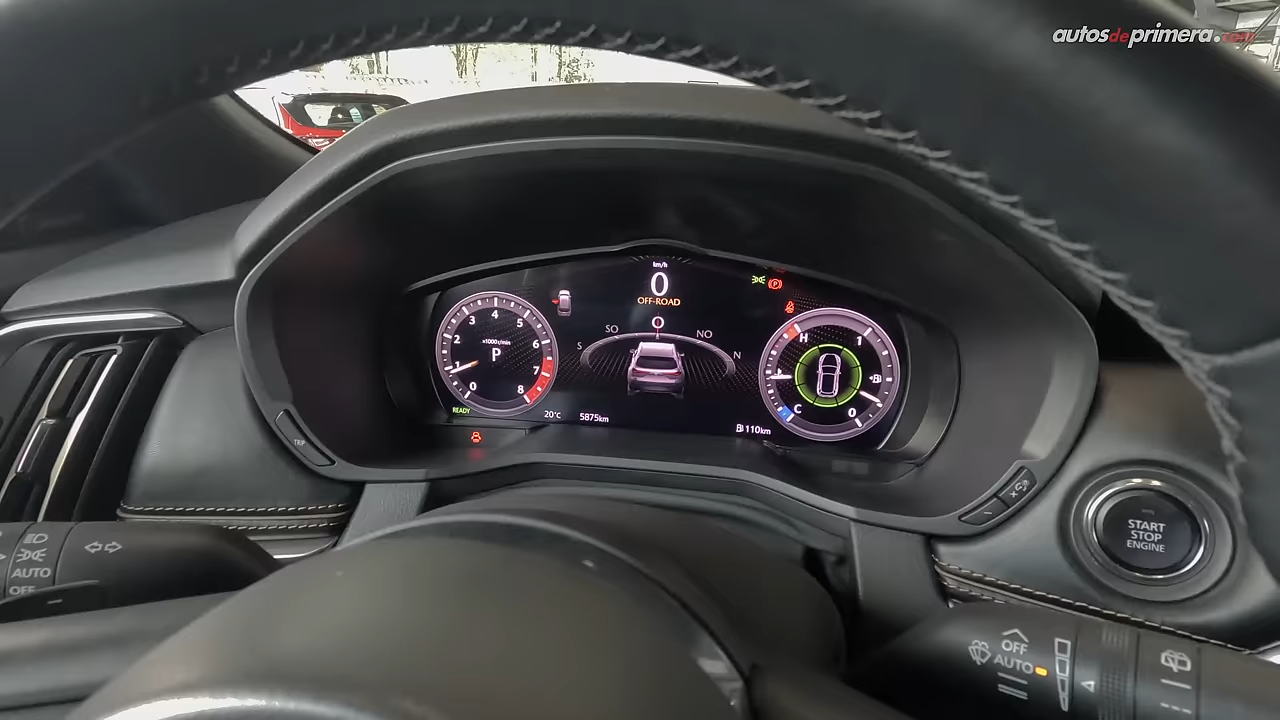 autosdeprimera.com
km/h
0
OFF-ROAD
SO
O
NO
S
N
3 4 5
2 6
x1000r/min
P
1 7
0 8
READY
20°C
5875km
110km
H 1
C 0
TRIP
START
STOP
ENGINE
AUTO
OFF
OFF
AUTO